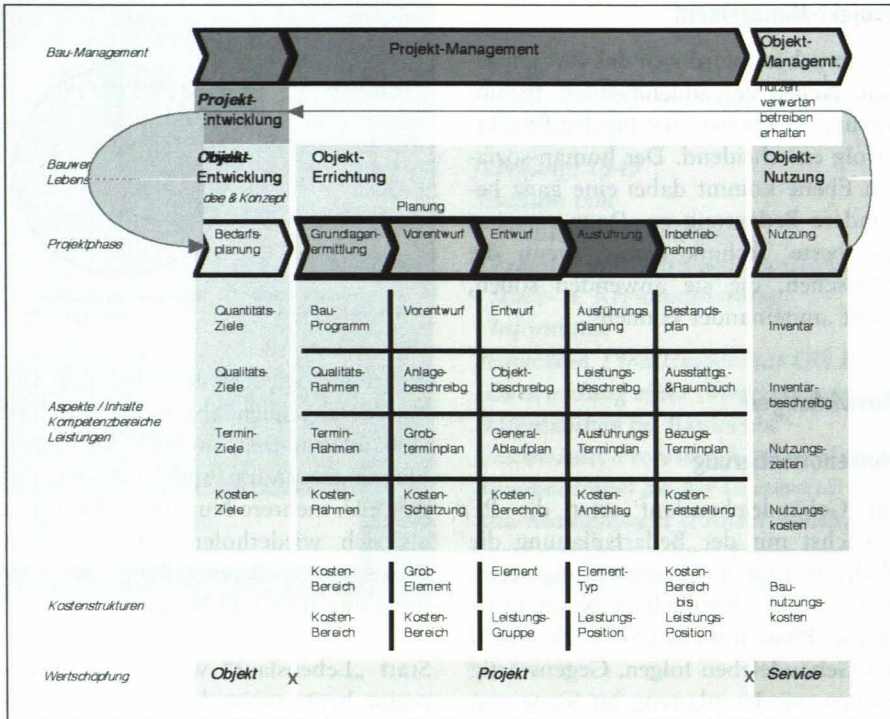 Bau-Management
Projekt-Management
Objekt-
Managemt.
nutzen
verwerten
betreiben
erhalten
Projekt-
Entwicklung
Objekt-
Entwicklung
Idee & Konzept
Objekt-
Errichtung
Objekt-
Nutzung
Bauwer
Lebens
Planung
Projektphase
Bedarfs-
planung
Grundlagen-
ermittlung
Vorentwurf
Entwurf
Ausführung
Inbetrieb-
nahme
Nutzung
Aspekte / Inhalte
Kompetenzbereiche
Leistungen
Quantitäts-
Ziele
Bau-
Programm
Vorentwurf
Entwurf
Ausführungs
planung
Bestands-
plan
Inventar
Qualitäts-
Ziele
Qualitäts-
Rahmen
Anlage-
beschreibg.
Objekt-
beschreibg.
Leistungs-
beschreibg.
Ausstattgs.-
&Raumbuch
Inventar-
beschreibg
Termin-
Ziele
Termin-
Rahmen
Grob-
terminplan
General-
Ablaufplan
Ausführungs
Terminplan
Bezugs-
Terminplan
Nutzungs-
zeiten
Kosten-
Ziele
Kosten-
Rahmen
Kosten-
Schätzung
Kosten-
Berechng.
Kosten-
Anschlag
Kosten-
Feststellung
Nutzungs-
kosten
Kostenstrukturen
Kosten-
Bereich
Grob-
Element
Element
Element-
Typ
Kosten-
Bereich
bis
Leistungs-
Position
Bau-
nutzungs-
kosten
Kosten-
Bereich
Kosten-
Bereich
Leistungs-
Gruppe
Leistungs-
Position
Wertschöpfung
Objekt x Projekt x Service